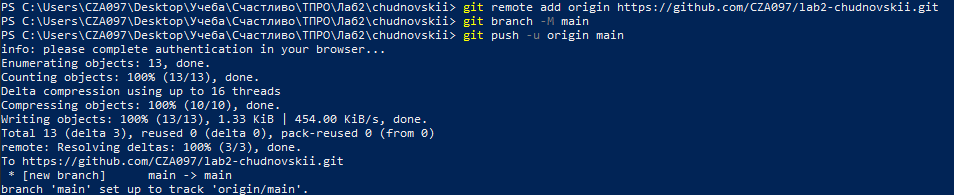 PS C:\Users\CZA097\Desktop\Учеба\Счастливо\ТПРО\Ла62\chudnovskii> git remote add origin https://github.com/CZA097/lab2-chudnovskii.git
PS C:\Users\CZA097\Desktop\Учеба\Счастливо\ТПРО\Ла62\chudnovskii> git branch -M main
PS C:\Users\CZA097\Desktop\Учеба\Счастливо\ТПРО\Ла62\chudnovskii> git push -u origin main
info: please complete authentication in your browser...
Enumerating objects: 13, done.
Counting objects: 100% (13/13), done.
Delta compression using up to 16 threads
Compressing objects: 100% (10/10), done.
Writing objects: 100% (13/13), 1.33 KiB | 454.00 KiB/s, done.
Total 13 (delta 3), reused 0 (delta 0), pack-reused 0 (from 0)
remote: Resolving deltas: 100% (3/3), done.
To https://github.com/CZA097/lab2-chudnovskii.git
 * [new branch]      main -> main
branch 'main' set up to track 'origin/main'.